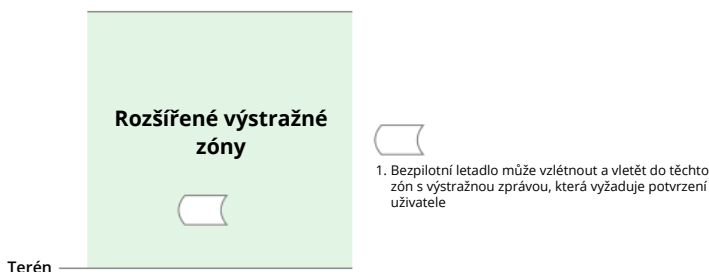 Rozšířené výstražné
zóny
1. Bezpilotní letadlo může vzlétnout a vletět do těchto
zón s výstražnou zprávou, která vyžaduje potvrzení
uživatele
Terén